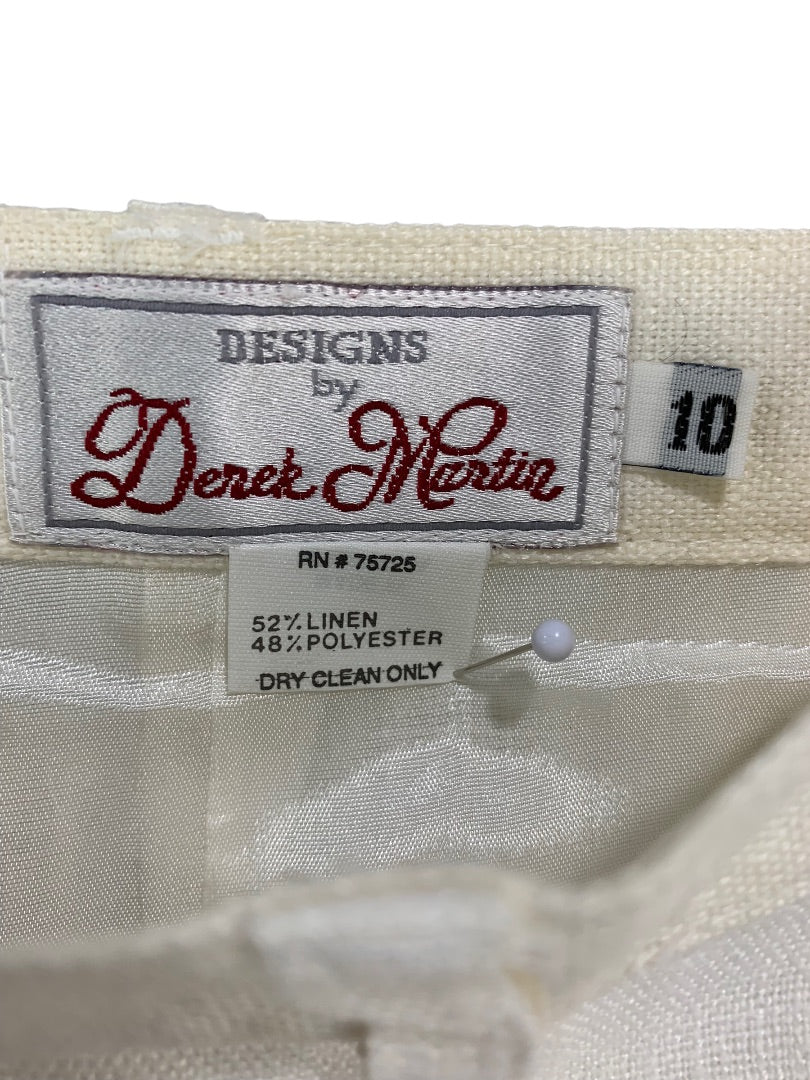 DESIGNS
by
Derek Martin
10
RN # 75725
52% LINEN
48% POLYESTER
DRY CLEAN ONLY